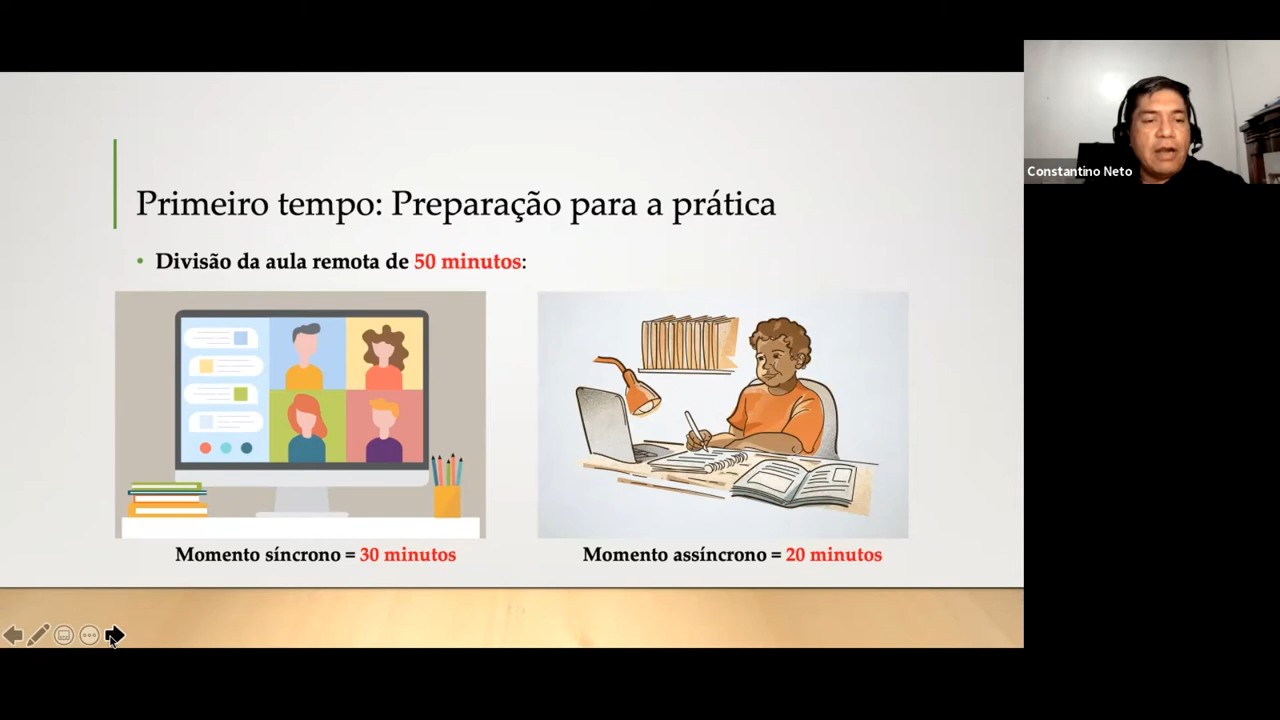 Primeiro tempo: Preparação para a prática
• Divisão da aula remota de 50 minutos:
Momento síncrono = 30 minutos
Momento assíncrono = 20 minutos
Constantino Neto